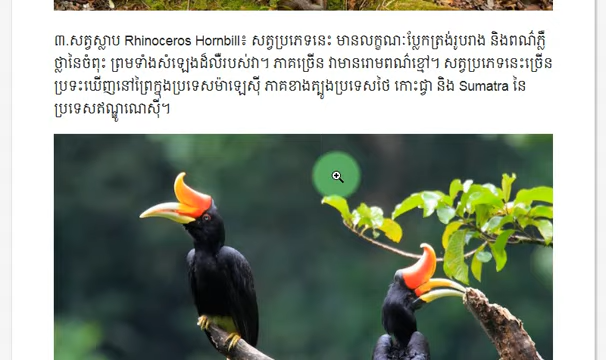 ៣.សត្វស្លាប Rhinoceros Hornbill៖ សត្វប្រភេទនេះ មានលក្ខណៈប្លែកត្រង់រូបរាង និងពណ៌ភ្លឺ
ថ្លានៃចំពុះ ព្រមទាំងសំឡេងដ៏លឺរបស់វា។ ភាគច្រើន វាមានរោមពណ៌ខ្មៅ។ សត្វប្រភេទនេះច្រើន
ប្រទះឃើញនៅព្រៃក្នុងប្រទេសម៉ាឡេស៊ី ភាគខាងត្បូងប្រទេសថៃ កោះជ្វា និង Sumatra នៃ
ប្រទេសឥណ្ឌូណេស៊ី។